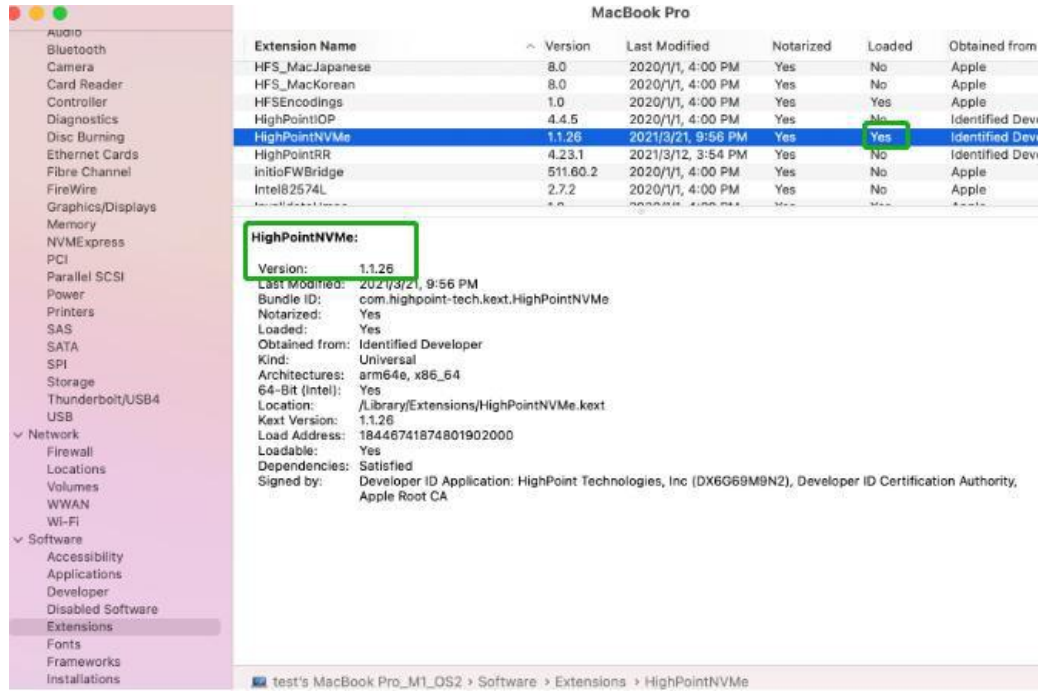 MacBook Pro
Audio
Bluetooth
Camera
Card Reader
Controller
Diagnostics
Disc Burning
Ethernet Cards
Fibre Channel
FireWire
Graphics/Displays
Memory
NVMExpress
PCI
Parallel SCSI
Power
Printers
SAS
SATA
SPI
Storage
Thunderbolt/USB4
USB
Network
Firewall
Locations
Volumes
WWAN
Wi-Fi
Software
Accessibility
Applications
Developer
Disabled Software
Extensions
Fonts
Frameworks
Installations
Extension Name Version Last Modified Notarized Loaded Obtained from
HFS_MacJapanese 8.0 2020/1/1, 4:00 PM Yes No Apple
HFS_MacKorean 8.0 2020/1/1, 4:00 PM Yes No Apple
HFSEncodings 1.0 2020/1/1, 4:00 PM Yes Yes Apple
HighPointIOP 4.4.5 2020/1/1, 4:00 PM Yes No Identified Deve
HighPointNVMe 1.1.26 2021/3/21, 9:56 PM Yes Yes Identified Deve
HighPointRR 4.23.1 2021/3/12, 3:54 PM Yes No Identified Deve
initioFWBridge 511.60.2 2020/1/1, 4:00 PM Yes No Apple
Intel82574L 2.7.2 2020/1/1, 4:00 PM Yes No Apple
HighPointNVMe:
Version: 1.1.26
Last Modified: 2021/3/21, 9:56 PM
Bundle ID: com.highpoint-tech.kext.HighPointNVMe
Notarized: Yes
Loaded: Yes
Obtained from: Identified Developer
Kind: Universal
Architectures: arm64e, x86_64
64-Bit (Intel): Yes
Location: /Library/Extensions/HighPointNVMe.kext
Kext Version: 1.1.26
Load Address: 18446741874801902000
Loadable: Yes
Dependencies: Satisfied
Signed by: Developer ID Application: HighPoint Technologies, Inc (DX6G69M9N2), Developer ID Certification Authority,
Apple Root CA
test's MacBook Pro_M1_OS2 › Software › Extensions › HighPointNVMe